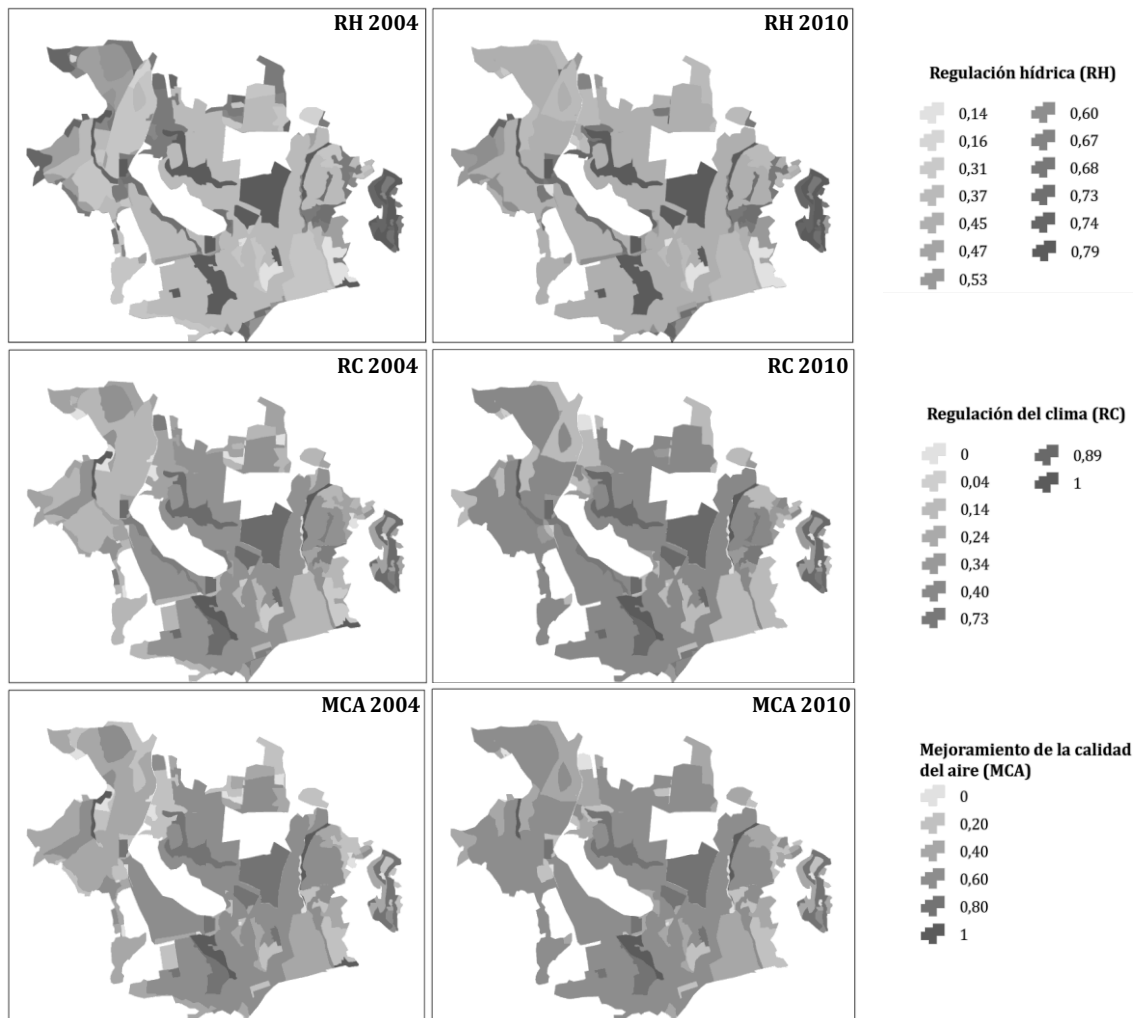 RH 2004
RH 2010
Regulación hídrica (RH)
0,14
0,16
0,31
0,37
0,45
0,47
0,53
0,60
0,67
0,68
0,73
0,74
0,79
RC 2004
RC 2010
Regulación del clima (RC)
0
0,04
0,14
0,24
0,34
0,40
0,73
0,89
1
MCA 2004
MCA 2010
Mejoramiento de la calidad
del aire (MCA)
0
0,20
0,40
0,60
0,80
1